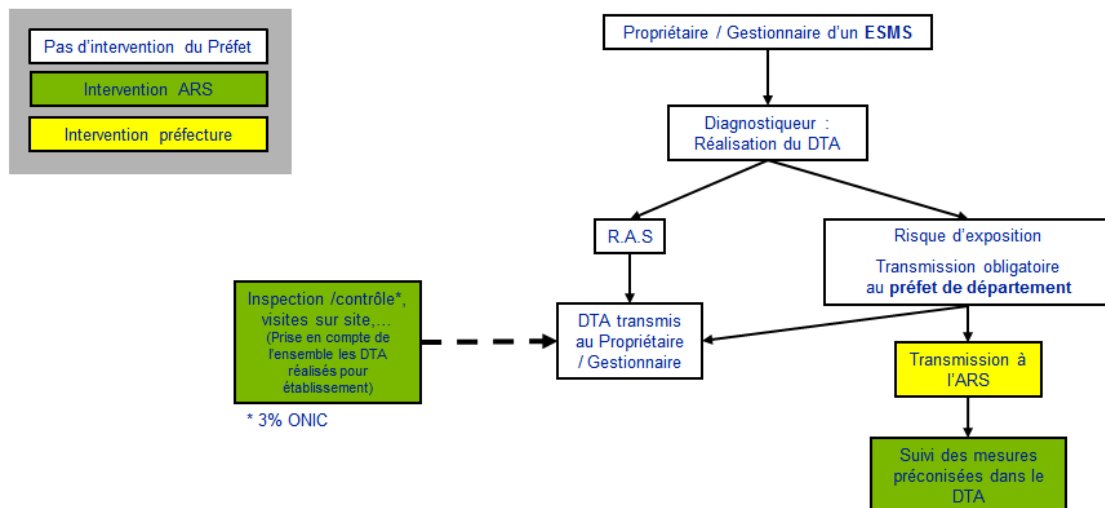 Pas d'intervention du Préfet
Intervention ARS
Intervention préfecture
Propriétaire / Gestionnaire d'un ESMS
Diagnostiqueur :
Réalisation du DTA
R.A.S
Risque d'exposition
Transmission obligatoire
au préfet de département
Inspection /contrôle*,
visites sur site,...
(Prise en compte de
l'ensemble les DTA
réalisés pour
établissement)
* 3% ONIC
DTA transmis
au Propriétaire
/ Gestionnaire
Transmission à
l'ARS
Suivi des mesures
préconisées dans le
DTA